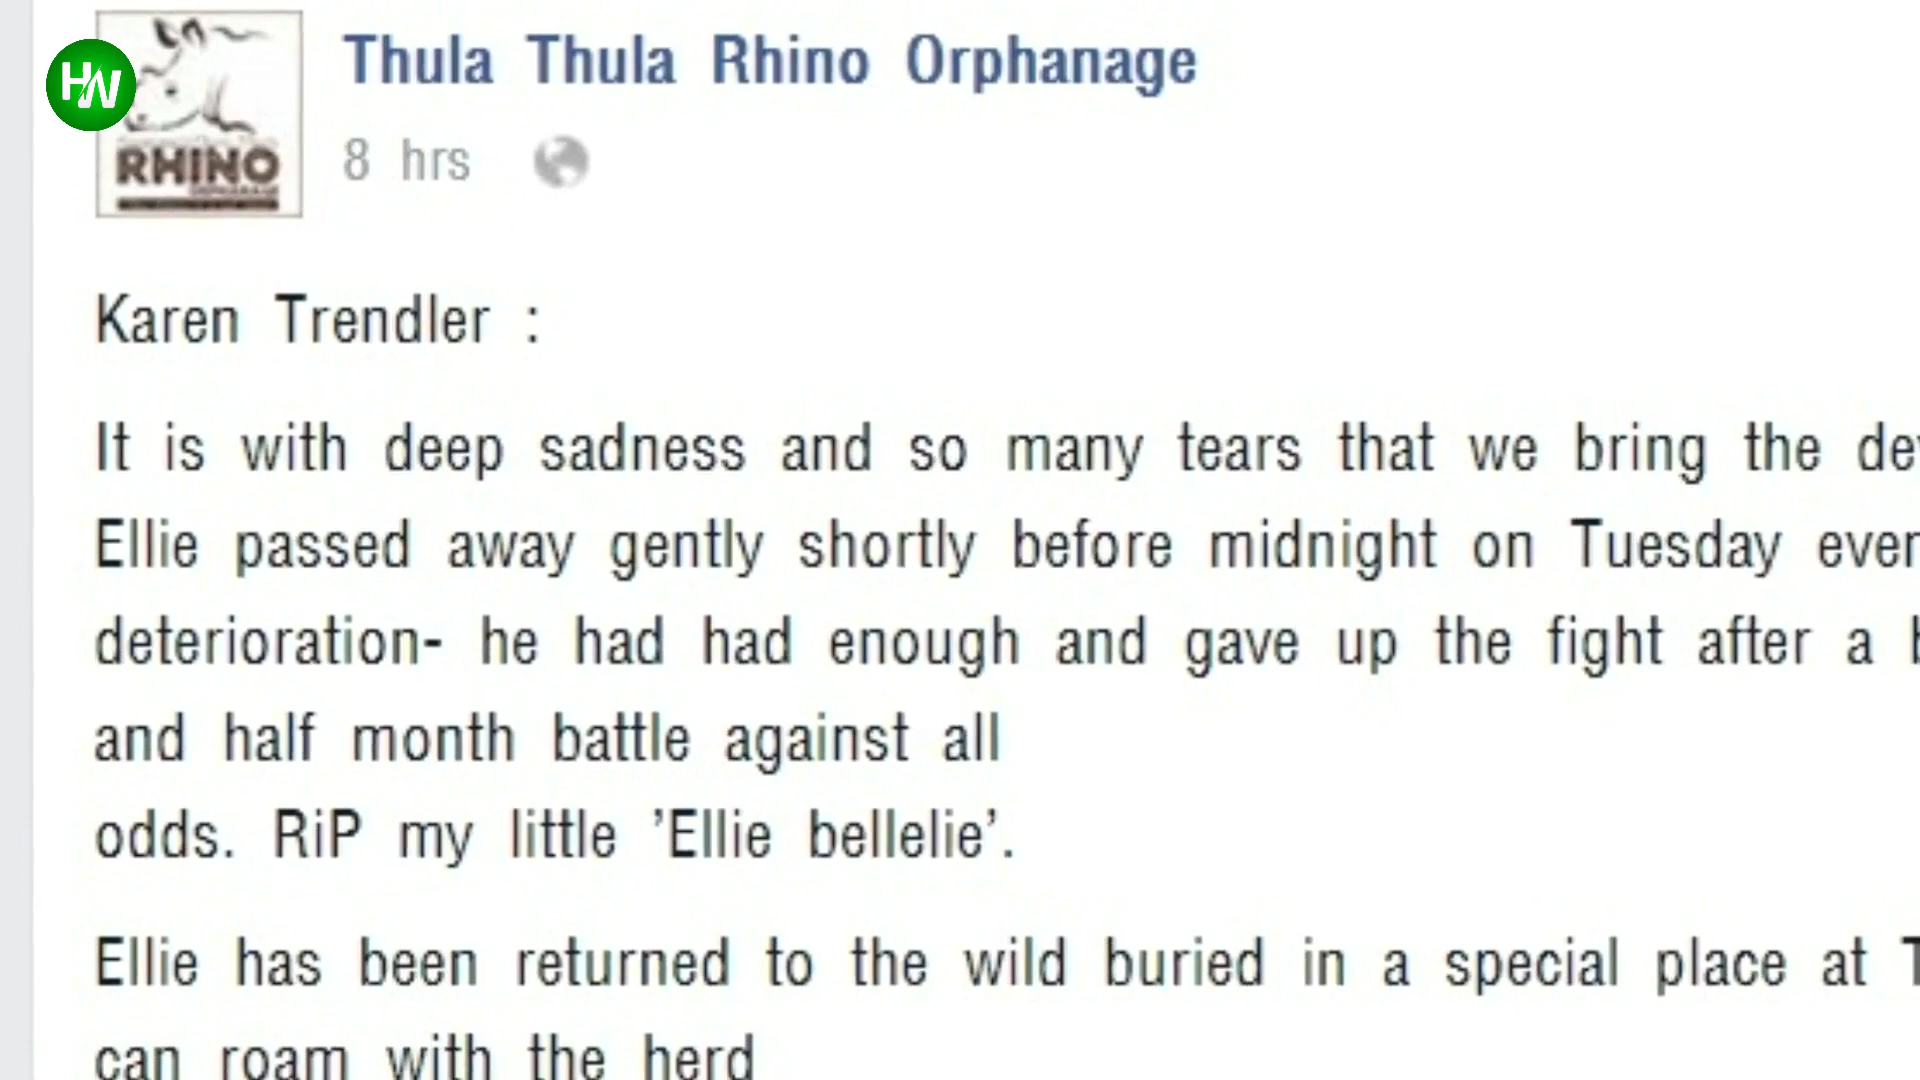 HW
RHINO
Thula Thula Rhino Orphanage
8 hrs
Karen Trendler :
It is with deep sadness and so many tears that we bring the
Ellie passed away gently shortly before midnight on Tuesday
deterioration- he had had enough and gave up the fight after a
and half month battle against all
odds. RiP my little 'Ellie bellelie'.
Ellie has been returned to the wild buried in a special place at
can roam with the herd